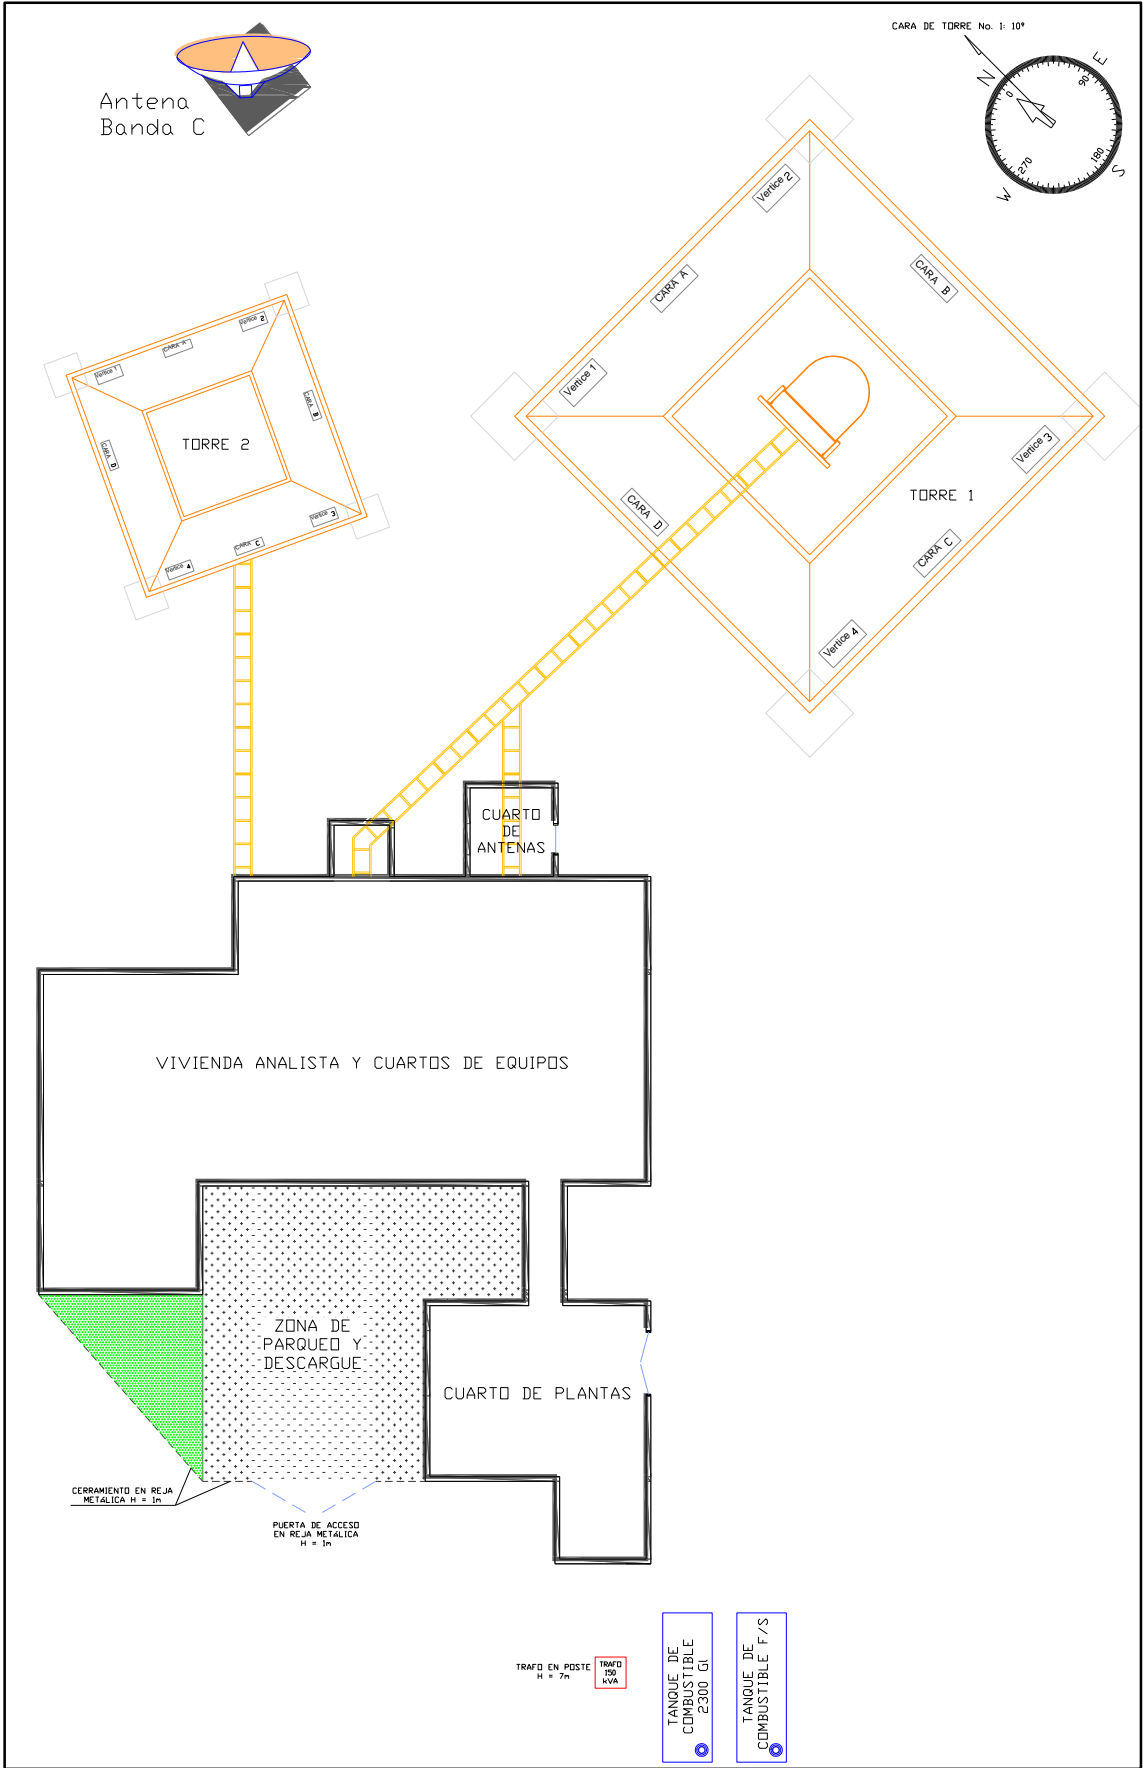 CARA DE TORRE No. 1: 10°
Antena
Banda C
N
E
S
W
0
90
180
270
Vertice 2
CARA A
CARA B
Vertice 1
Vertice 3
TORRE 1
CARA D
CARA C
Vertice 4
Vertice 2
CARA A
Vertice 1
CARA B
TORRE 2
CARA D
Vertice 3
CARA C
Vertice 4
CUARTO
DE
ANTENAS
VIVIENDA ANALISTA Y CUARTOS DE EQUIPOS
ZONA DE
PARQUEO Y
DESCARGUE
CUARTO DE PLANTAS
CERRAMIENTO EN REJA
METáLICA H = 1m
PUERTA DE ACCESO
EN REJA METáLICA
H = 1m
TRAFO EN POSTE
H = 7m
TRAFO
150
kVA
TANQUE DE
COMBUSTIBLE
2300 Gl
TANQUE DE
COMBUSTIBLE F/S